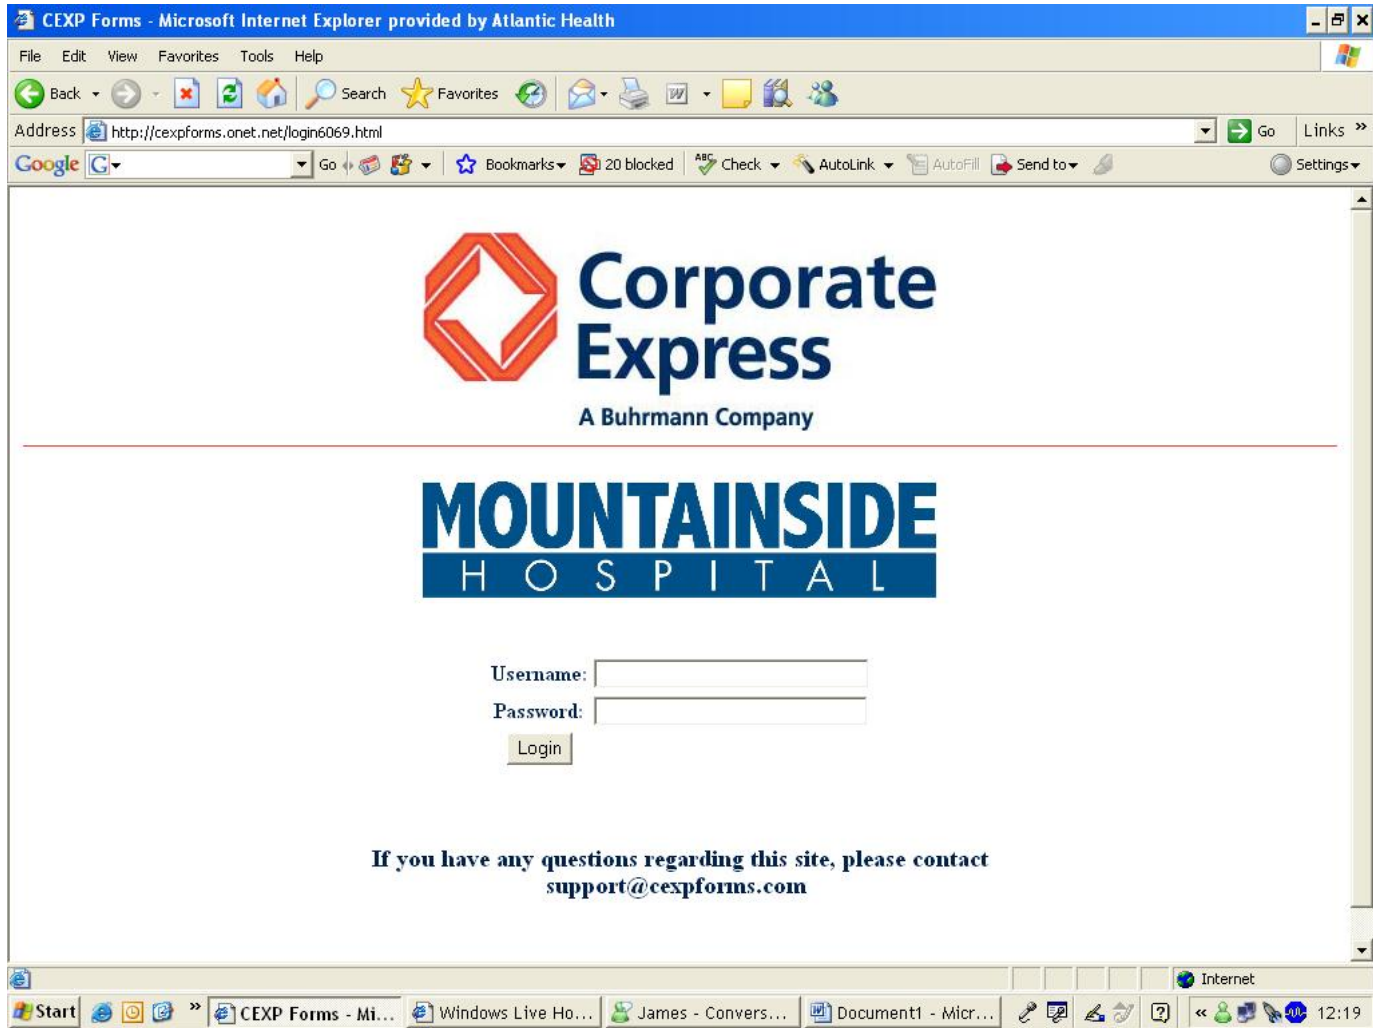 CEXP Forms - Microsoft Internet Explorer provided by Atlantic Health
File Edit View Favorites Tools Help
Back Search Favorites
Address http://cexpforms.onet.net/login6069.html Go Links »
Google G Go Bookmarks 20 blocked ABC Check AutoLink AutoFill Send to Settings
Corporate
Express
A Buhrmann Company
MOUNTAINSIDE
HOSPITAL
Username:
Password:
Login
If you have any questions regarding this site, please contact
support@cexpforms.com
Internet
Start » CEXP Forms - Mi... Windows Live Ho... James - Convers... Document1 - Micr... « 12:19